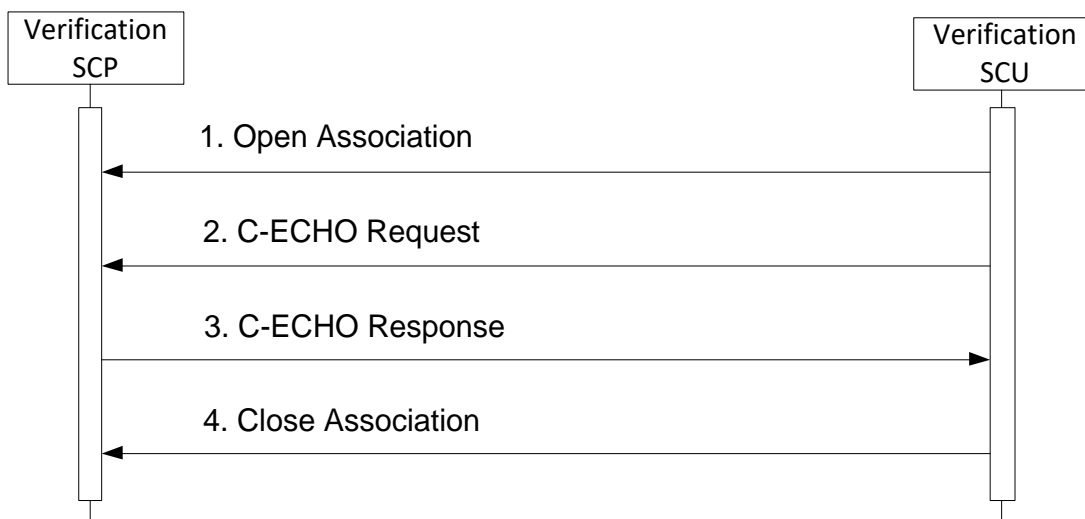 Verification
SCP
Verification
SCU
1. Open Association
2. C-ECHO Request
3. C-ECHO Response
4. Close Association